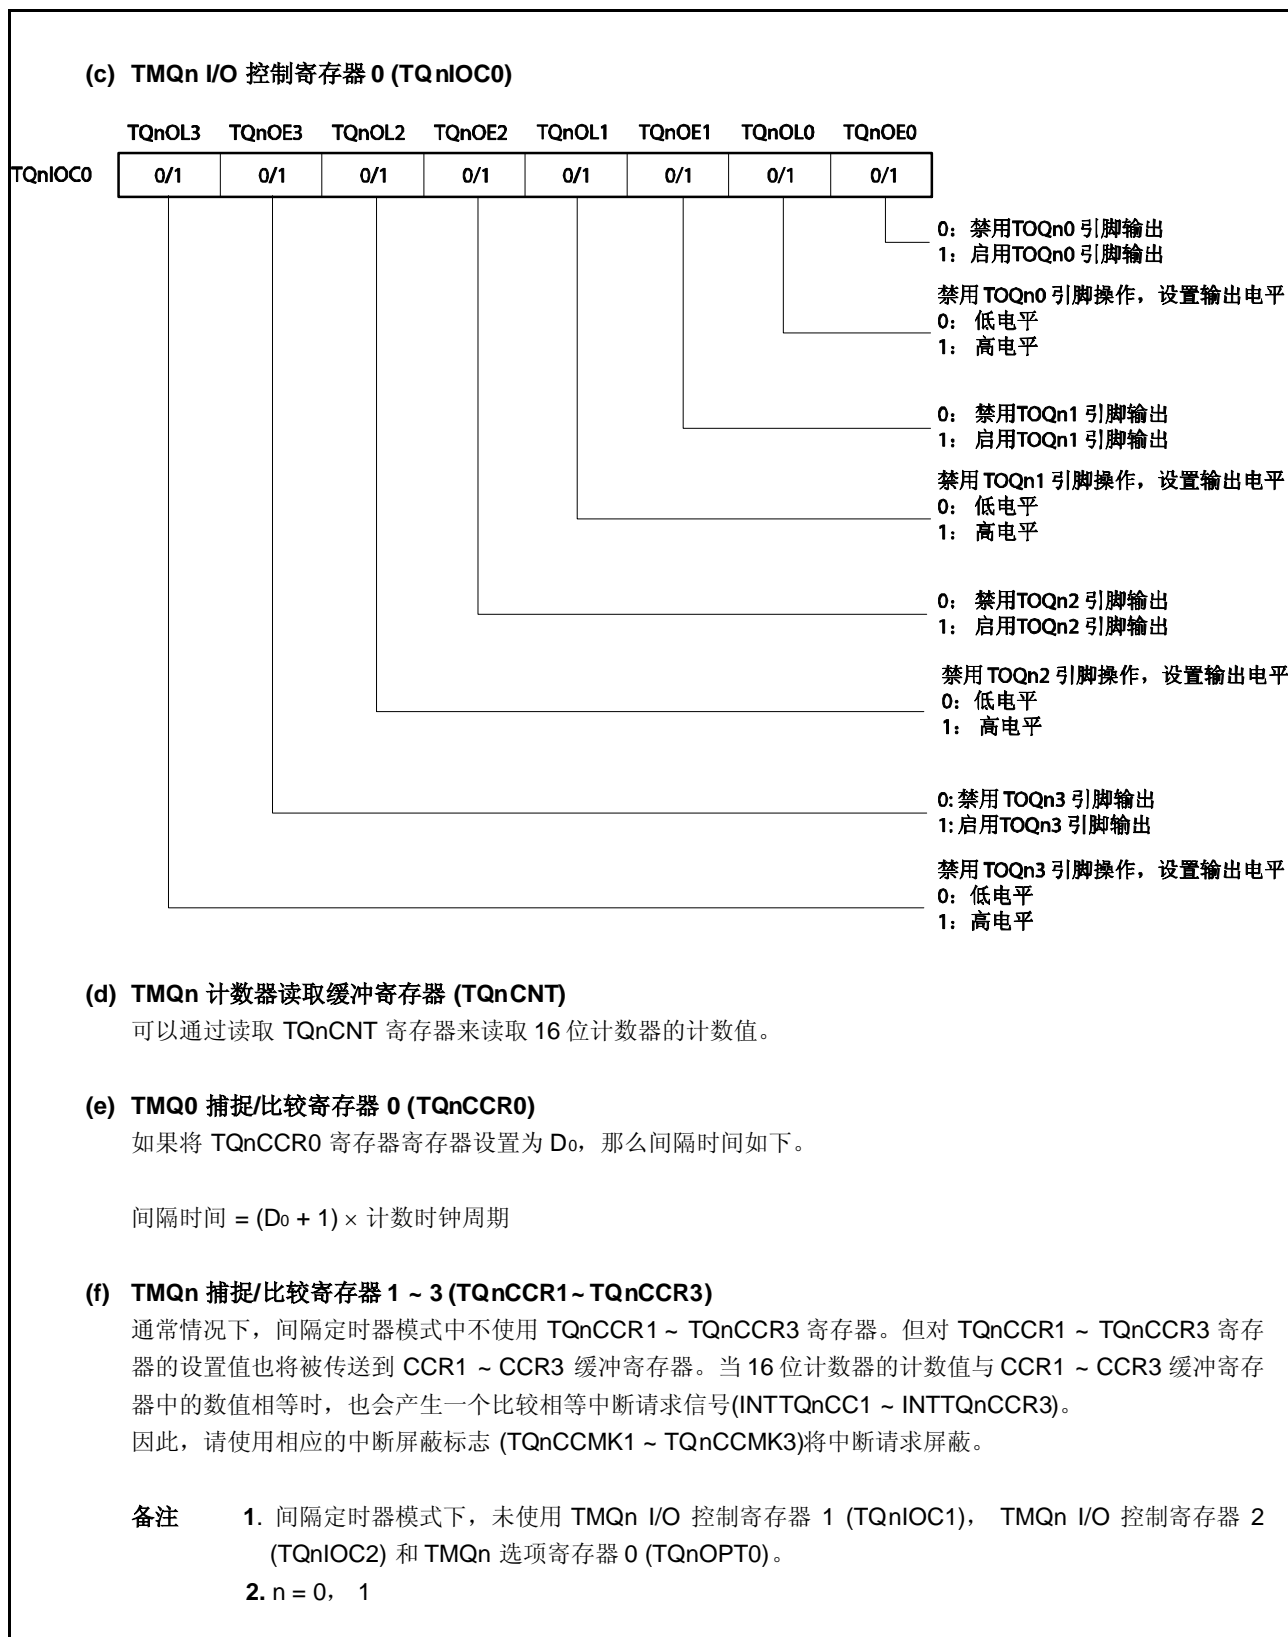 (c) TMQn I/O 控制寄存器 0 (TQnIOC0)
TQnOL3 TQnOE3 TQnOL2 TQnOE2 TQnOL1 TQnOE1 TQnOL0 TQnOE0
TQnIOC0 0/1 0/1 0/1 0/1 0/1 0/1 0/1 0/1
0：禁用TOQn0 引脚输出
1：启用TOQn0 引脚输出
禁用 TOQn0 引脚操作，设置输出电平
0： 低电平
1： 高电平
0： 禁用TOQn1 引脚输出
1： 启用TOQn1 引脚输出
禁用 TOQn1 引脚操作，设置输出电平
0： 低电平
1： 高电平
0： 禁用TOQn2 引脚输出
1： 启用TOQn2 引脚输出
禁用 TOQn2 引脚操作，设置输出电平
0：低电平
1： 高电平
0: 禁用 TOQn3 引脚输出
1: 启用TOQn3 引脚输出
禁用 TOQn3 引脚操作，设置输出电平
0：低电平
1：高电平
(d) TMQn 计数器读取缓冲寄存器 (TQnCNT)
可以通过读取 TQnCNT 寄存器来读取 16 位计数器的计数值。
(e) TMQ0 捕捉/比较寄存器 0 (TQnCCR0)
如果将 TQnCCR0 寄存器寄存器设置为 D0，那么间隔时间如下。
间隔时间 = (D0 + 1) × 计数时钟周期
(f) TMQn 捕捉/比较寄存器 1 ~ 3 (TQnCCR1 ~ TQnCCR3)
通常情况下，间隔定时器模式中不使用 TQnCCR1 ~ TQnCCR3 寄存器。但对 TQnCCR1 ~ TQnCCR3 寄存
器的设置值也将被传送到 CCR1 ~ CCR3 缓冲寄存器。当 16 位计数器的计数值与 CCR1 ~ CCR3 缓冲寄存
器中的数值相等时，也会产生一个比较相等中断请求信号(INTTQnCC1 ~ INTTQnCCR3)。
因此，请使用相应的中断屏蔽标志 (TQnCCMK1 ~ TQnCCMK3)将中断请求屏蔽。
备注 1. 间隔定时器模式下，未使用 TMQn I/O 控制寄存器 1 (TQnIOC1)， TMQn I/O 控制寄存器 2
(TQnIOC2) 和 TMQn 选项寄存器 0 (TQnOPT0)。
2. n = 0， 1